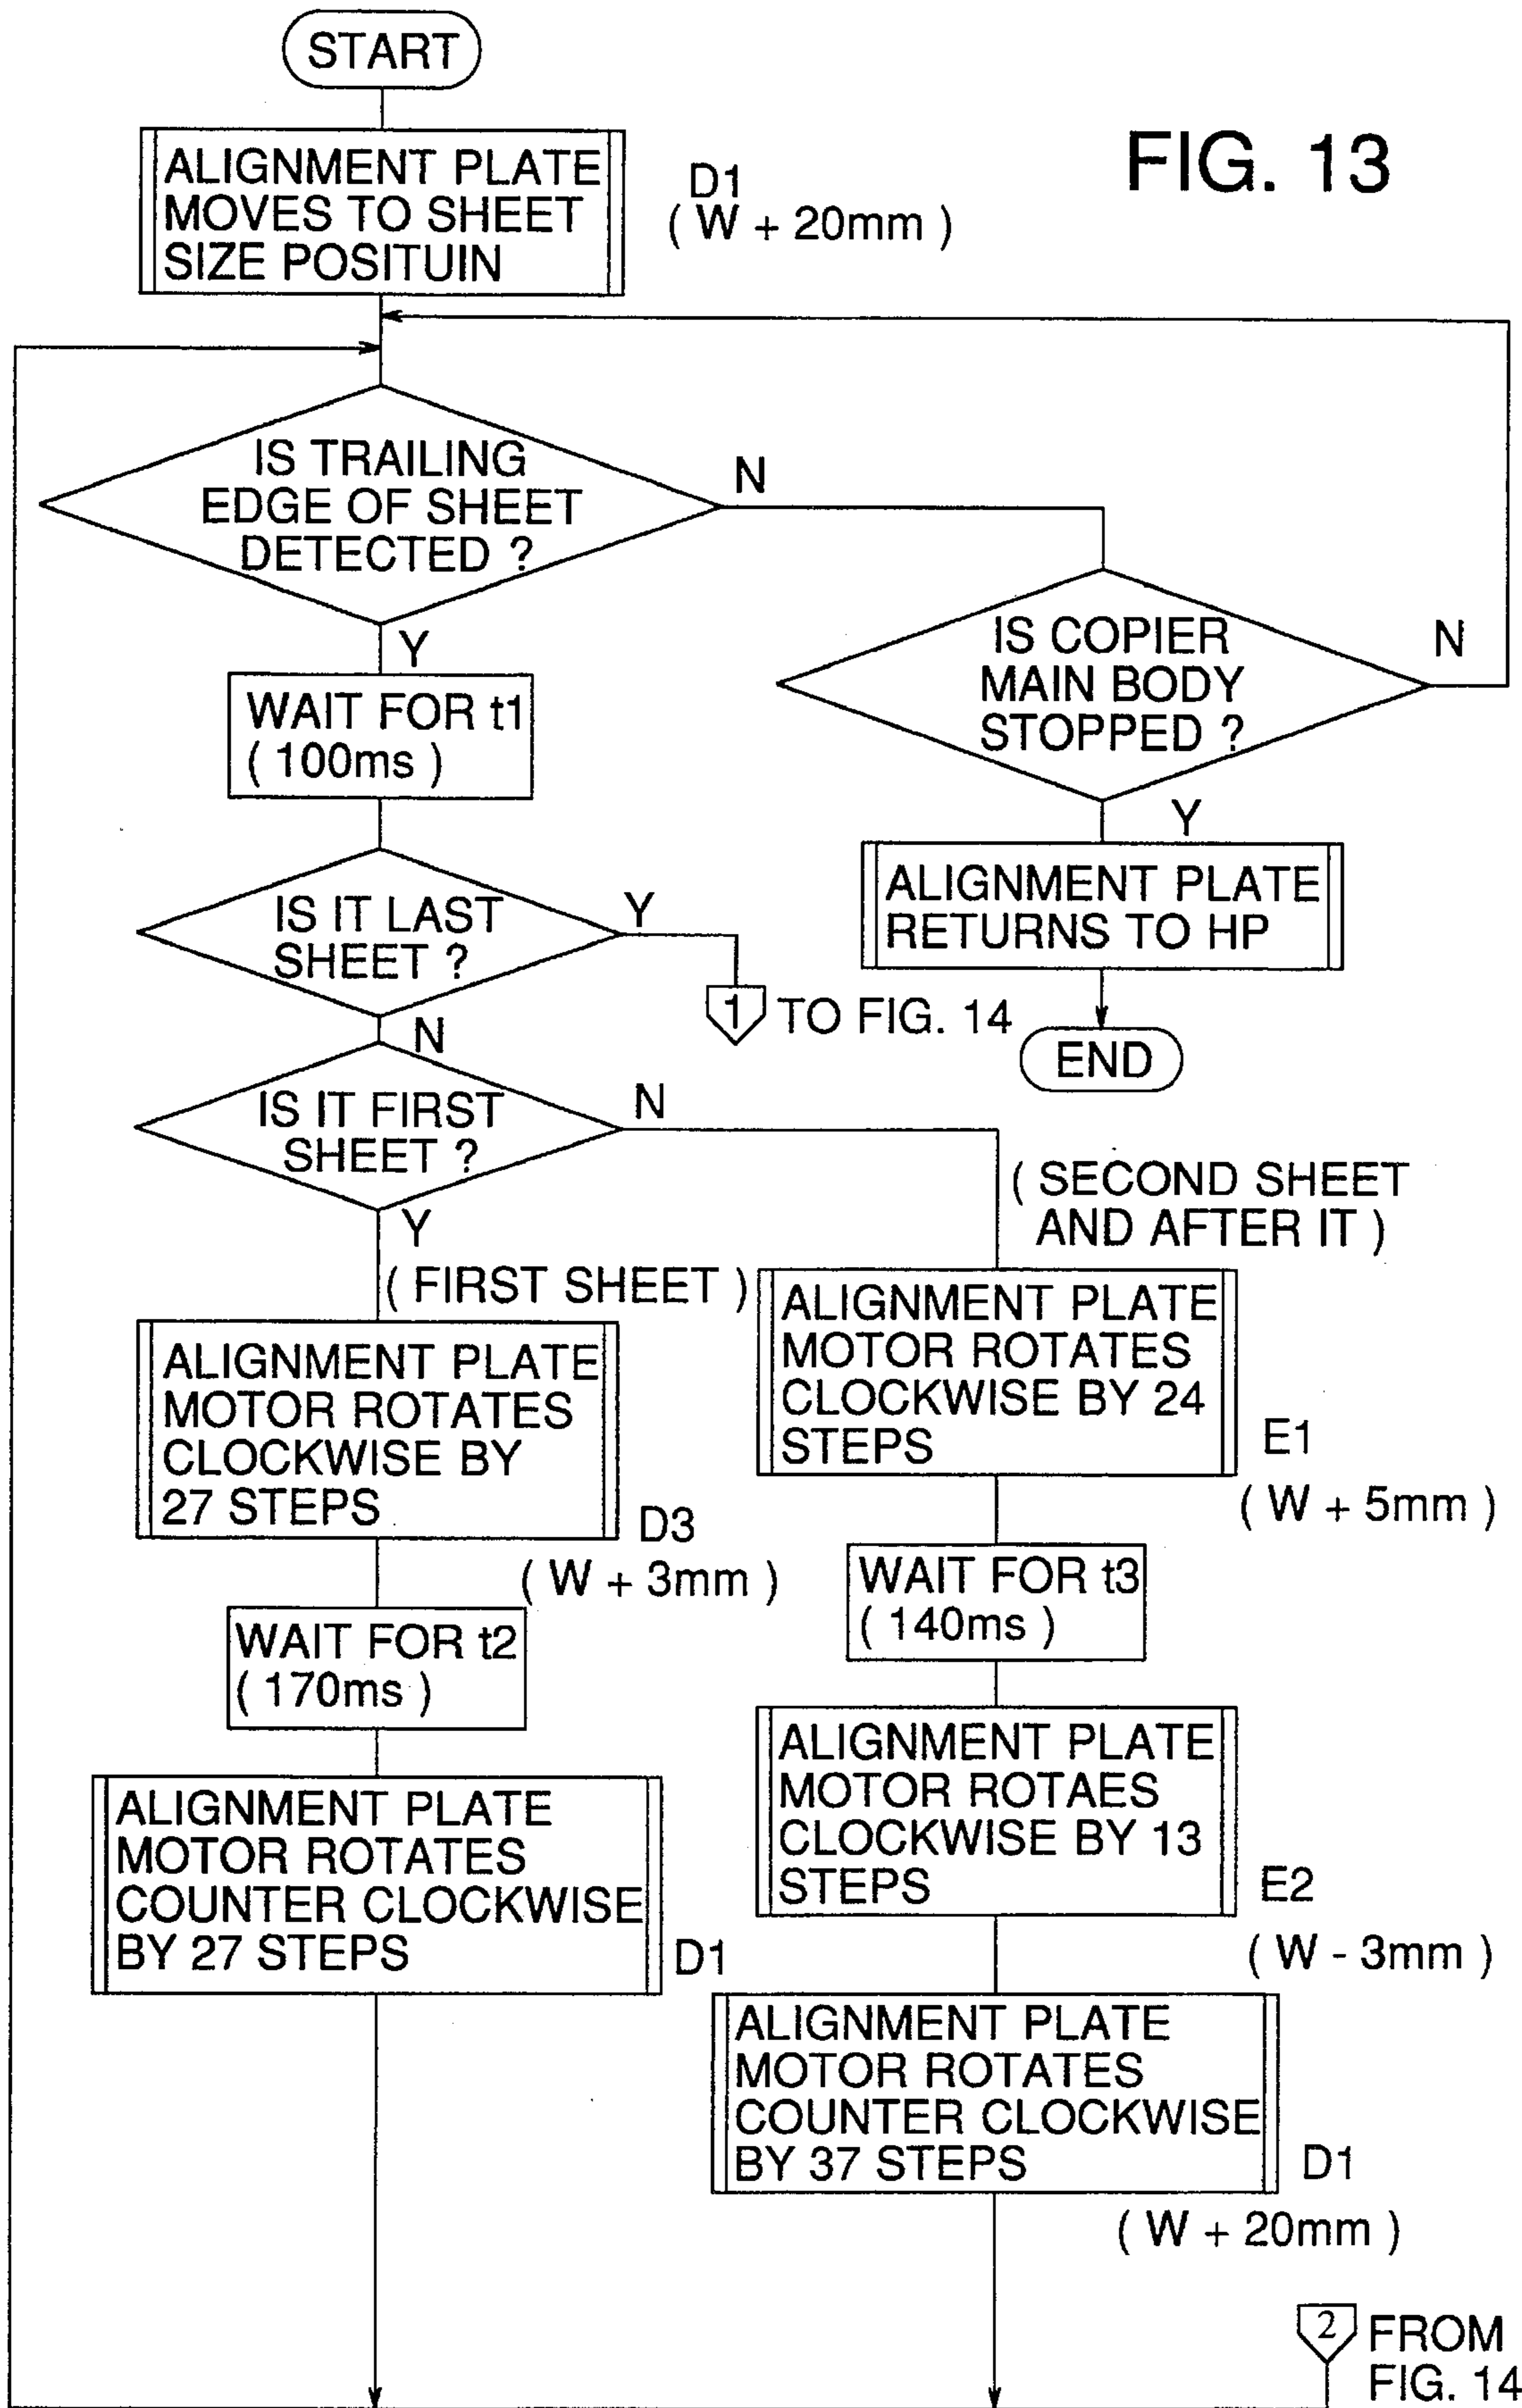 START
FIG. 13
ALIGNMENT PLATE
MOVES TO SHEET
SIZE POSITUIN
D1
( W + 20mm )
IS TRAILING
EDGE OF SHEET
DETECTED ?
N
Y
IS COPIER
MAIN BODY
STOPPED ?
N
Y
WAIT FOR t1
( 100ms )
ALIGNMENT PLATE
RETURNS TO HP
END
IS IT LAST
SHEET ?
Y
1 TO FIG. 14
N
IS IT FIRST
SHEET ?
N
( SECOND SHEET
AND AFTER IT )
Y
( FIRST SHEET )
ALIGNMENT PLATE
MOTOR ROTATES
CLOCKWISE BY
27 STEPS
D3
( W + 3mm )
WAIT FOR t2
( 170ms )
ALIGNMENT PLATE
MOTOR ROTATES
COUNTER CLOCKWISE
BY 27 STEPS
D1
ALIGNMENT PLATE
MOTOR ROTATES
CLOCKWISE BY 24
STEPS
E1
( W + 5mm )
WAIT FOR t3
( 140ms )
ALIGNMENT PLATE
MOTOR ROTAES
CLOCKWISE BY 13
STEPS
E2
( W - 3mm )
ALIGNMENT PLATE
MOTOR ROTATES
COUNTER CLOCKWISE
BY 37 STEPS
D1
( W + 20mm )
2 FROM
FIG. 14